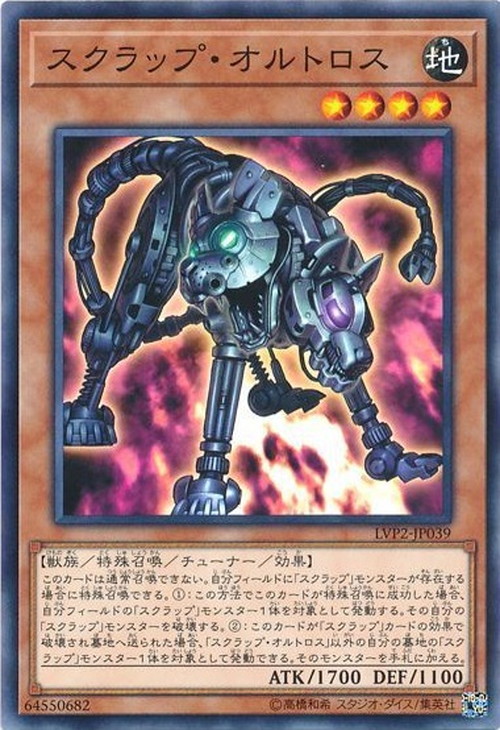 スクラップ・オルトロス
地
LVP2-JP039
【獣族/特殊召喚/チューナー/効果】
このカードは通常召喚できない。自分フィールドに「スクラップ」モンスターが存在する
場合に特殊召喚できる。①:この方法でこのカードが特殊召喚に成功した場合、
自分フィールドの「スクラップ」モンスター1体を対象として発動する。その自分の
「スクラップ」モンスターを破壊する。②:このカードが「スクラップ」カードの効果で
破壊され墓地へ送られた場合、「スクラップ・オルトロス」以外の自分の墓地の「スク
ラップ」モンスター1体を対象として発動できる。そのモンスターを手札に加える。
ATK/1700 DEF/1100
64550682 ©高橋和希 スタジオ・ダイス/集英社